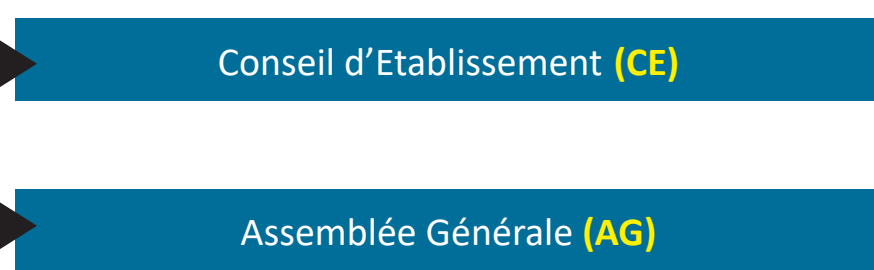 Conseil d’Etablissement (CE)
Assemblée Générale (AG)